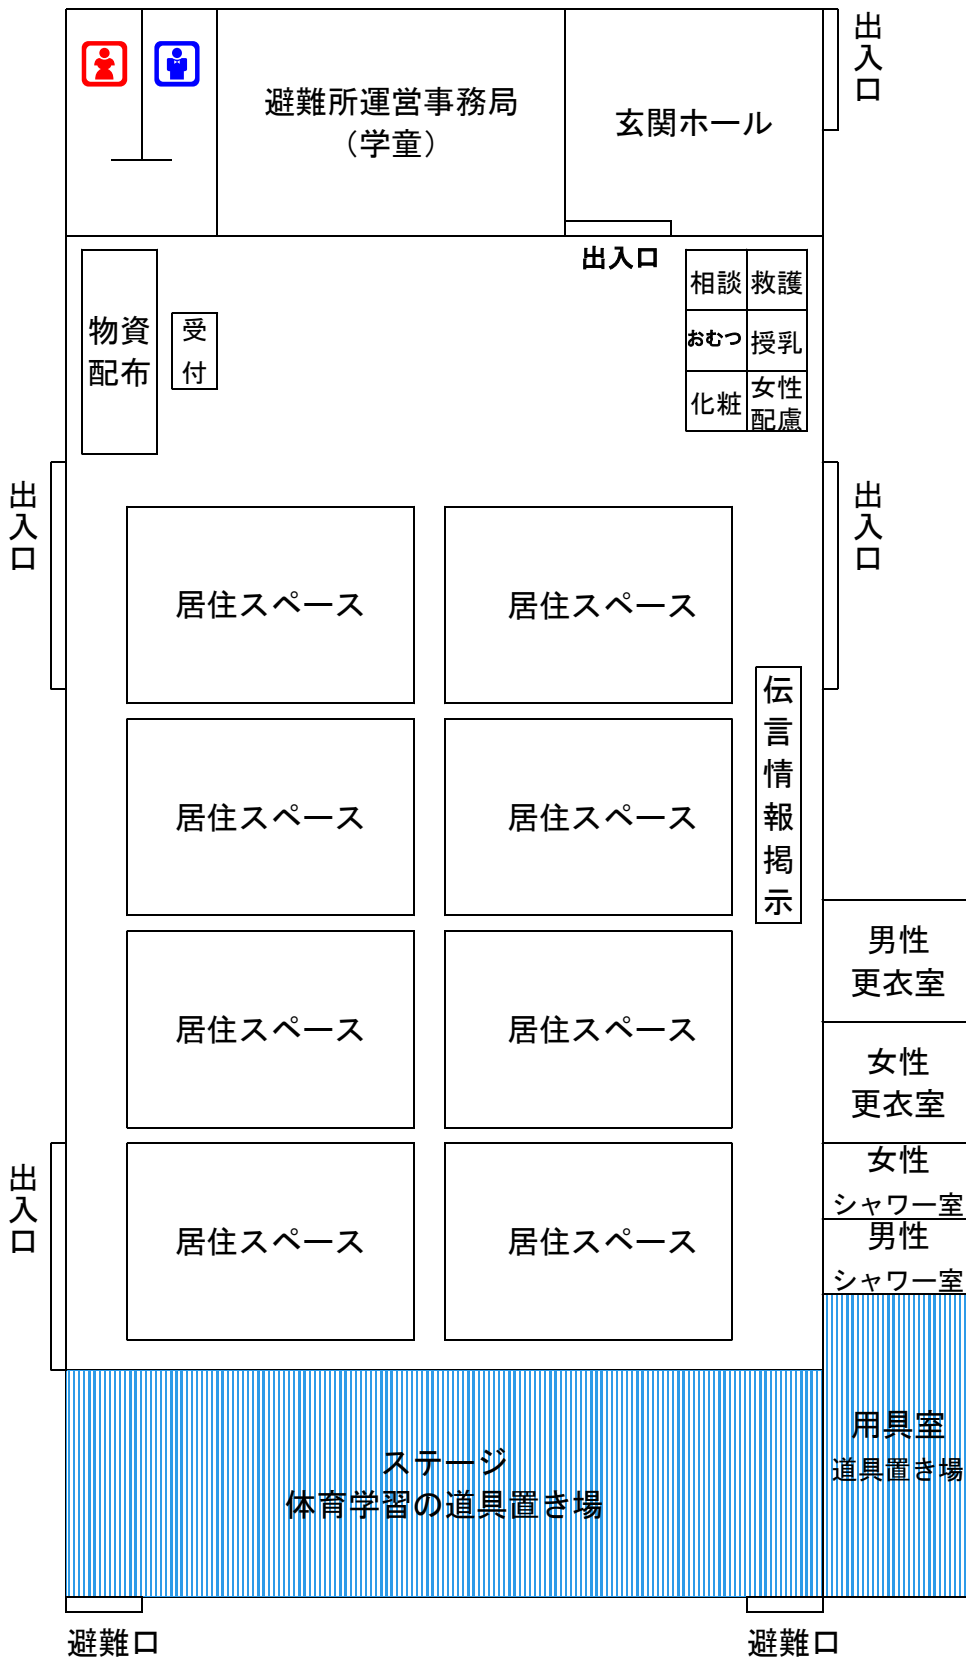 出入口
避難所運営事務局
（学童）
玄関ホール
出入口
物資
配布
受
付
相談
救護
おむつ
授乳
化粧
女性
配慮
出入口
出入口
居住スペース
居住スペース
伝言情報掲示
居住スペース
居住スペース
男性
更衣室
居住スペース
居住スペース
女性
更衣室
出入口
居住スペース
居住スペース
女性
シャワー室
男性
シャワー室
ステージ
体育学習の道具置き場
用具室
道具置き場
避難口
避難口